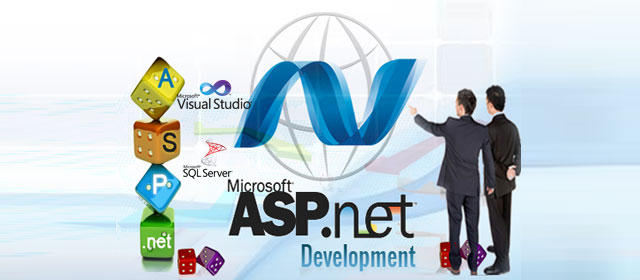 A
S
P
.net
Microsoft
Visual Studio
Microsoft
SQL Server
Microsoft
ASP.net
Development